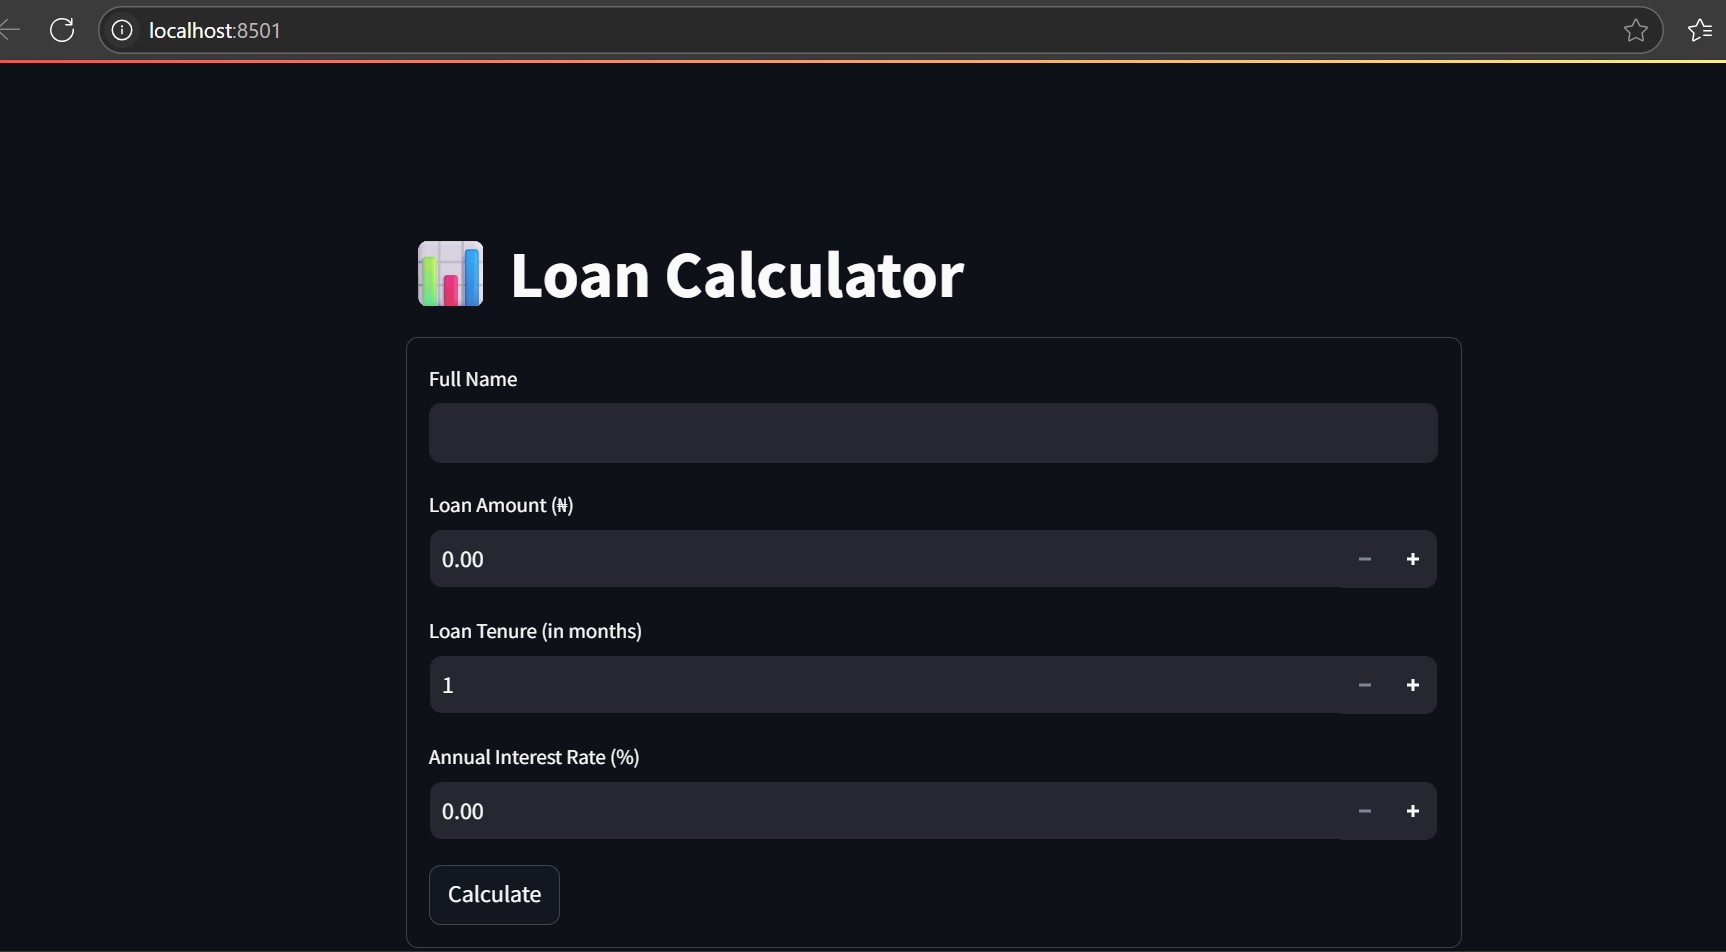 localhost:8501
Loan Calculator
Full Name
Loan Amount (₦)
0.00
Loan Tenure (in months)
1
Annual Interest Rate (%)
0.00
Calculate